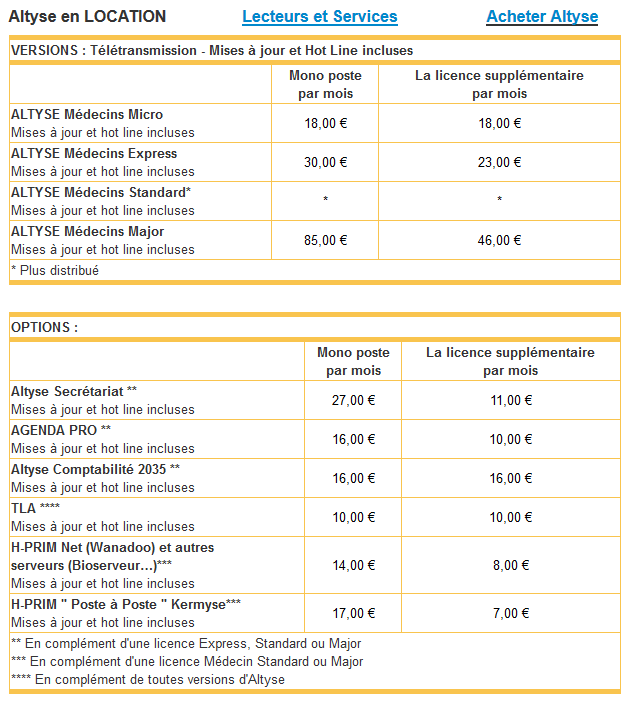 Altyse en LOCATION Lecteurs et Services Acheter Altyse
VERSIONS : Télétransmission - Mises à jour et Hot Line incluses
Mono poste La licence supplémentaire
par mois par mois
ALTYSE Médecins Micro
Mises à jour et hot line incluses 18,00 € 18,00 €
ALTYSE Médecins Express
Mises à jour et hot line incluses 30,00 € 23,00 €
ALTYSE Médecins Standard*
Mises à jour et hot line incluses * *
ALTYSE Médecins Major
Mises à jour et hot line incluses 85,00 € 46,00 €
* Plus distribué
OPTIONS :
Mono poste La licence supplémentaire
par mois par mois
Altyse Secrétariat **
Mises à jour et hot line incluses 27,00 € 11,00 €
AGENDA PRO **
Mises à jour et hot line incluses 16,00 € 10,00 €
Altyse Comptabilité 2035 **
Mises à jour et hot line incluses 16,00 € 16,00 €
TLA ****
Mises à jour et hot line incluses 10,00 € 10,00 €
H-PRIM Net (Wanadoo) et autres
serveurs (Bioserveur...)*** 14,00 € 8,00 €
Mises à jour et hot line incluses
H-PRIM " Poste à Poste " Kermyse***
Mises à jour et hot line incluses 17,00 € 7,00 €
** En complément d'une licence Express, Standard ou Major
*** En complément d'une licence Médecin Standard ou Major
**** En complément de toutes versions d'Altyse